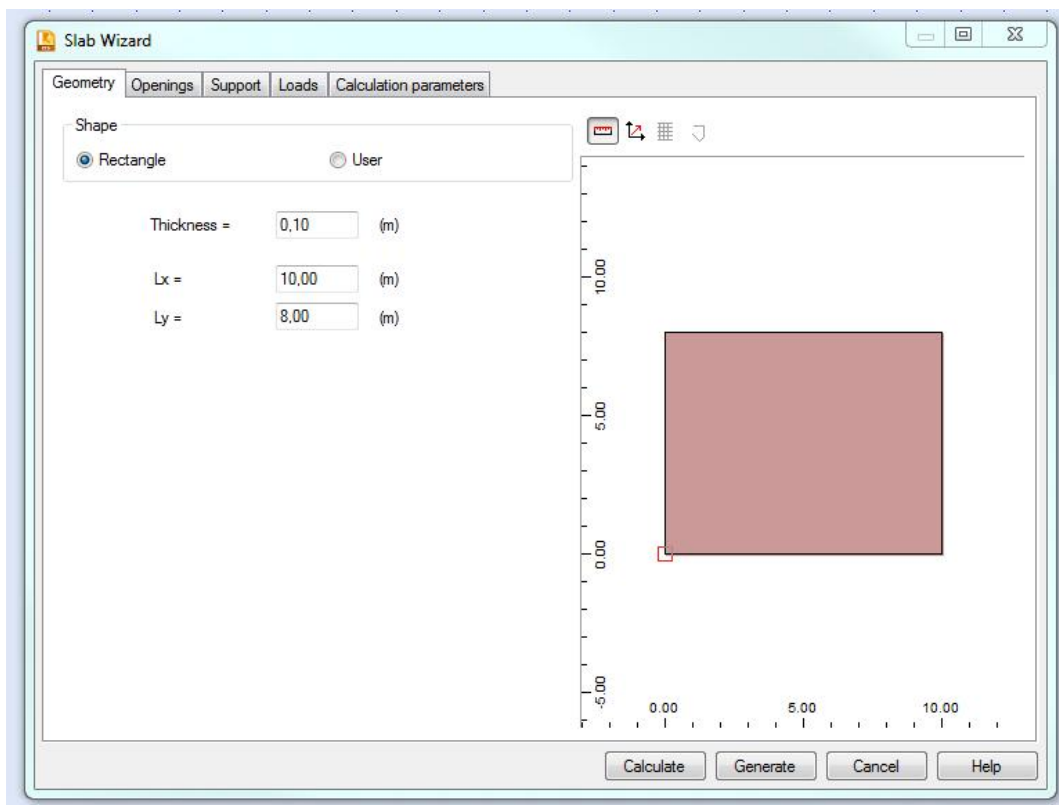 Slab Wizard
Geometry Openings Support Loads Calculation parameters
Shape
Rectangle User
Thickness = 0,10 (m)
Lx = 10,00 (m)
Ly = 8,00 (m)
10.00
5.00
0.00
-5.00
0.00 5.00 10.00
Calculate Generate Cancel Help